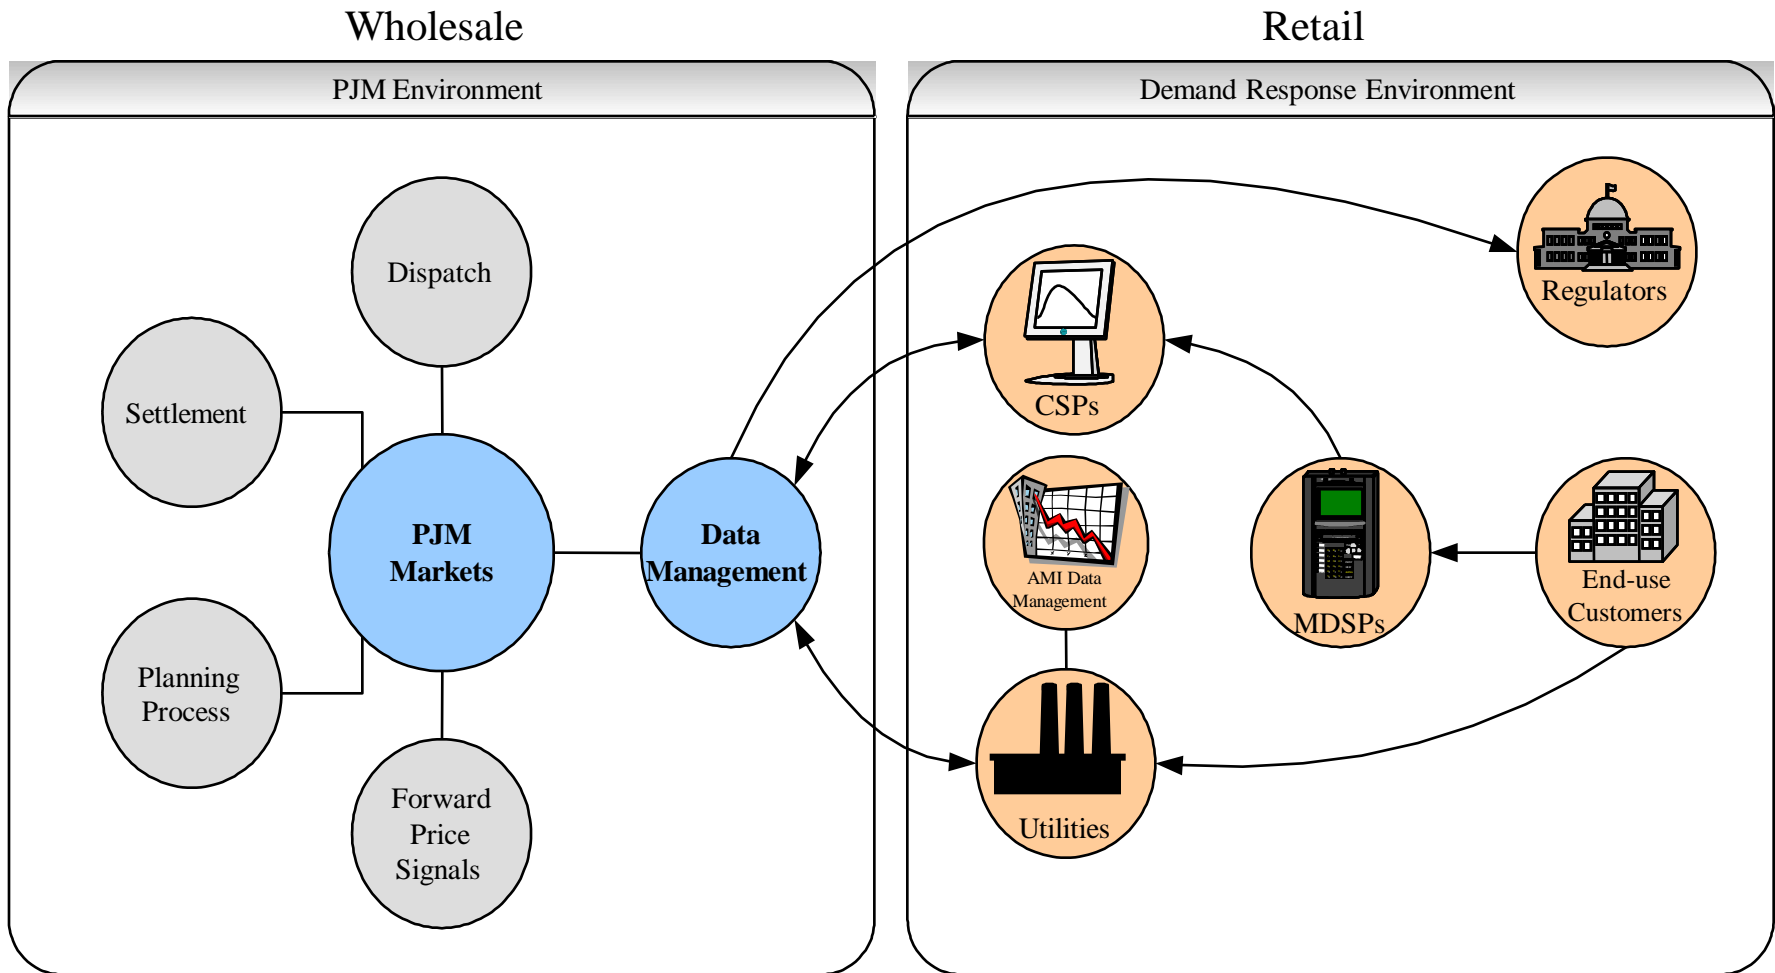 Wholesale
Retail
PJM Environment
Demand Response Environment
Dispatch
Settlement
PJM
Markets
Data
Management
Planning
Process
Forward
Price
Signals
Regulators
CSPs
AMI Data
Management
MDSPs
End-use
Customers
Utilities